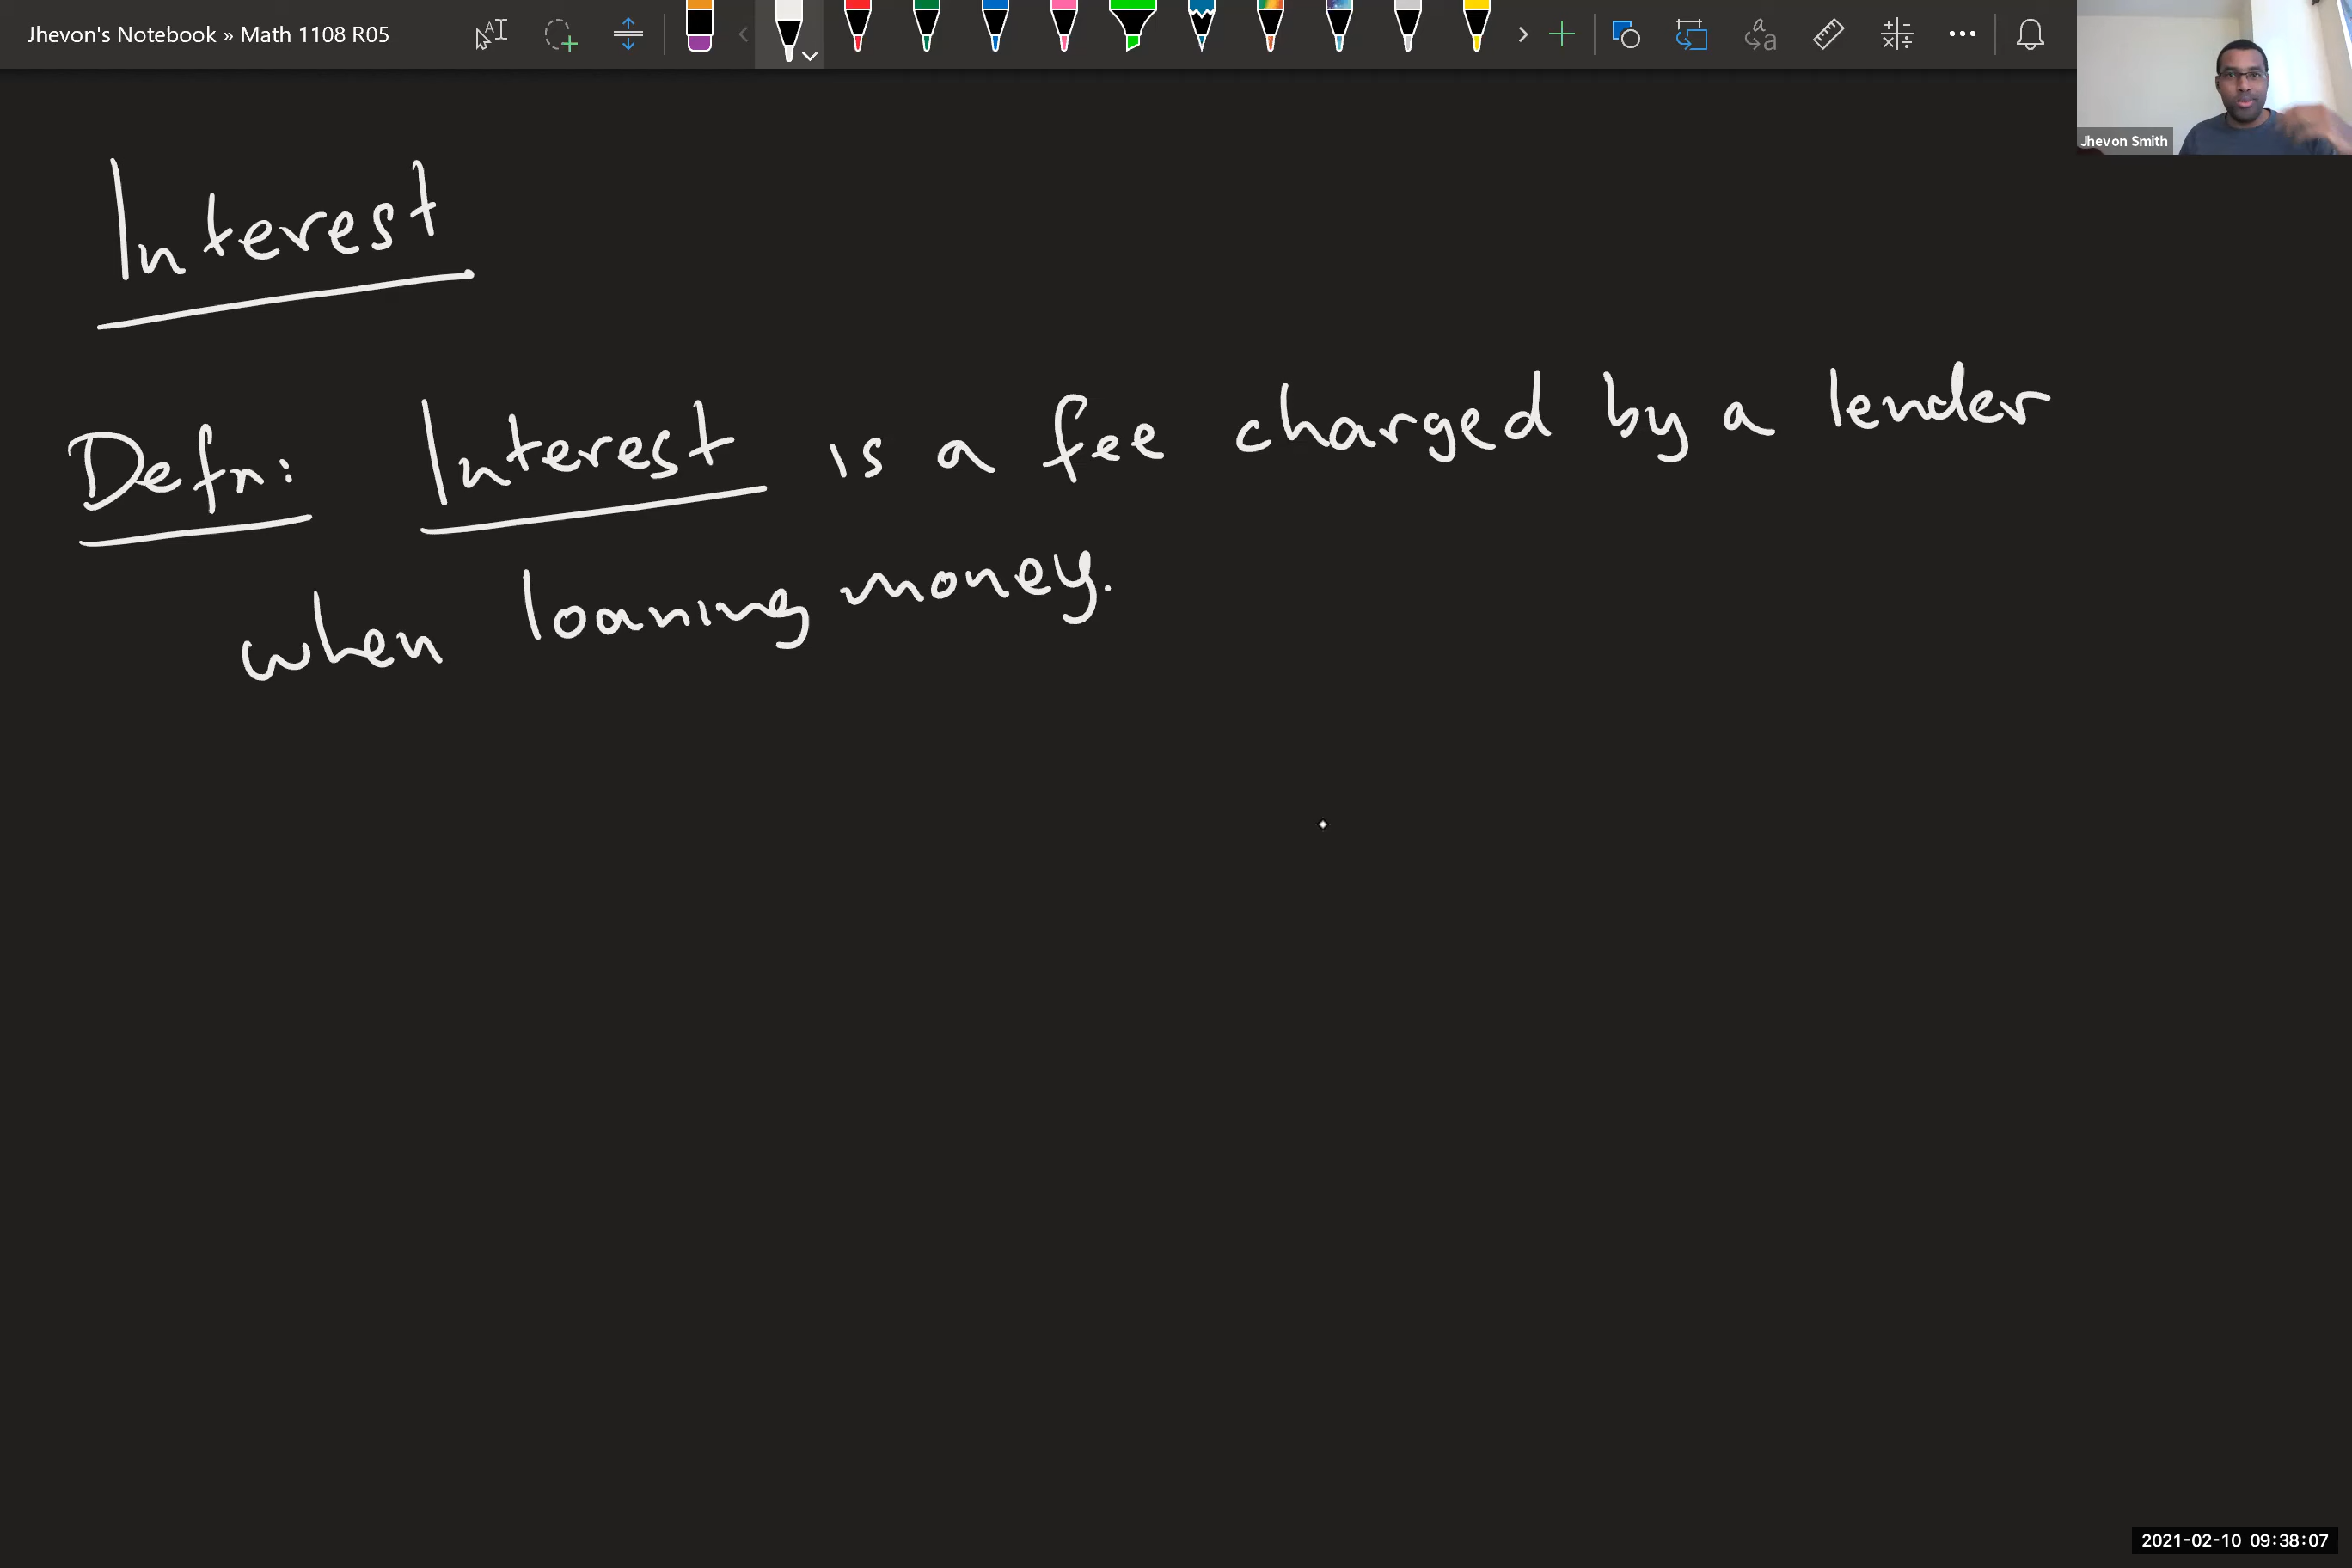 Jhevon's Notebook » Math 1108 R05
Jhevon Smith
Interest
Defn: Interest is a fee charged by a lender
when loaning money.
2021-02-10 09:38:07